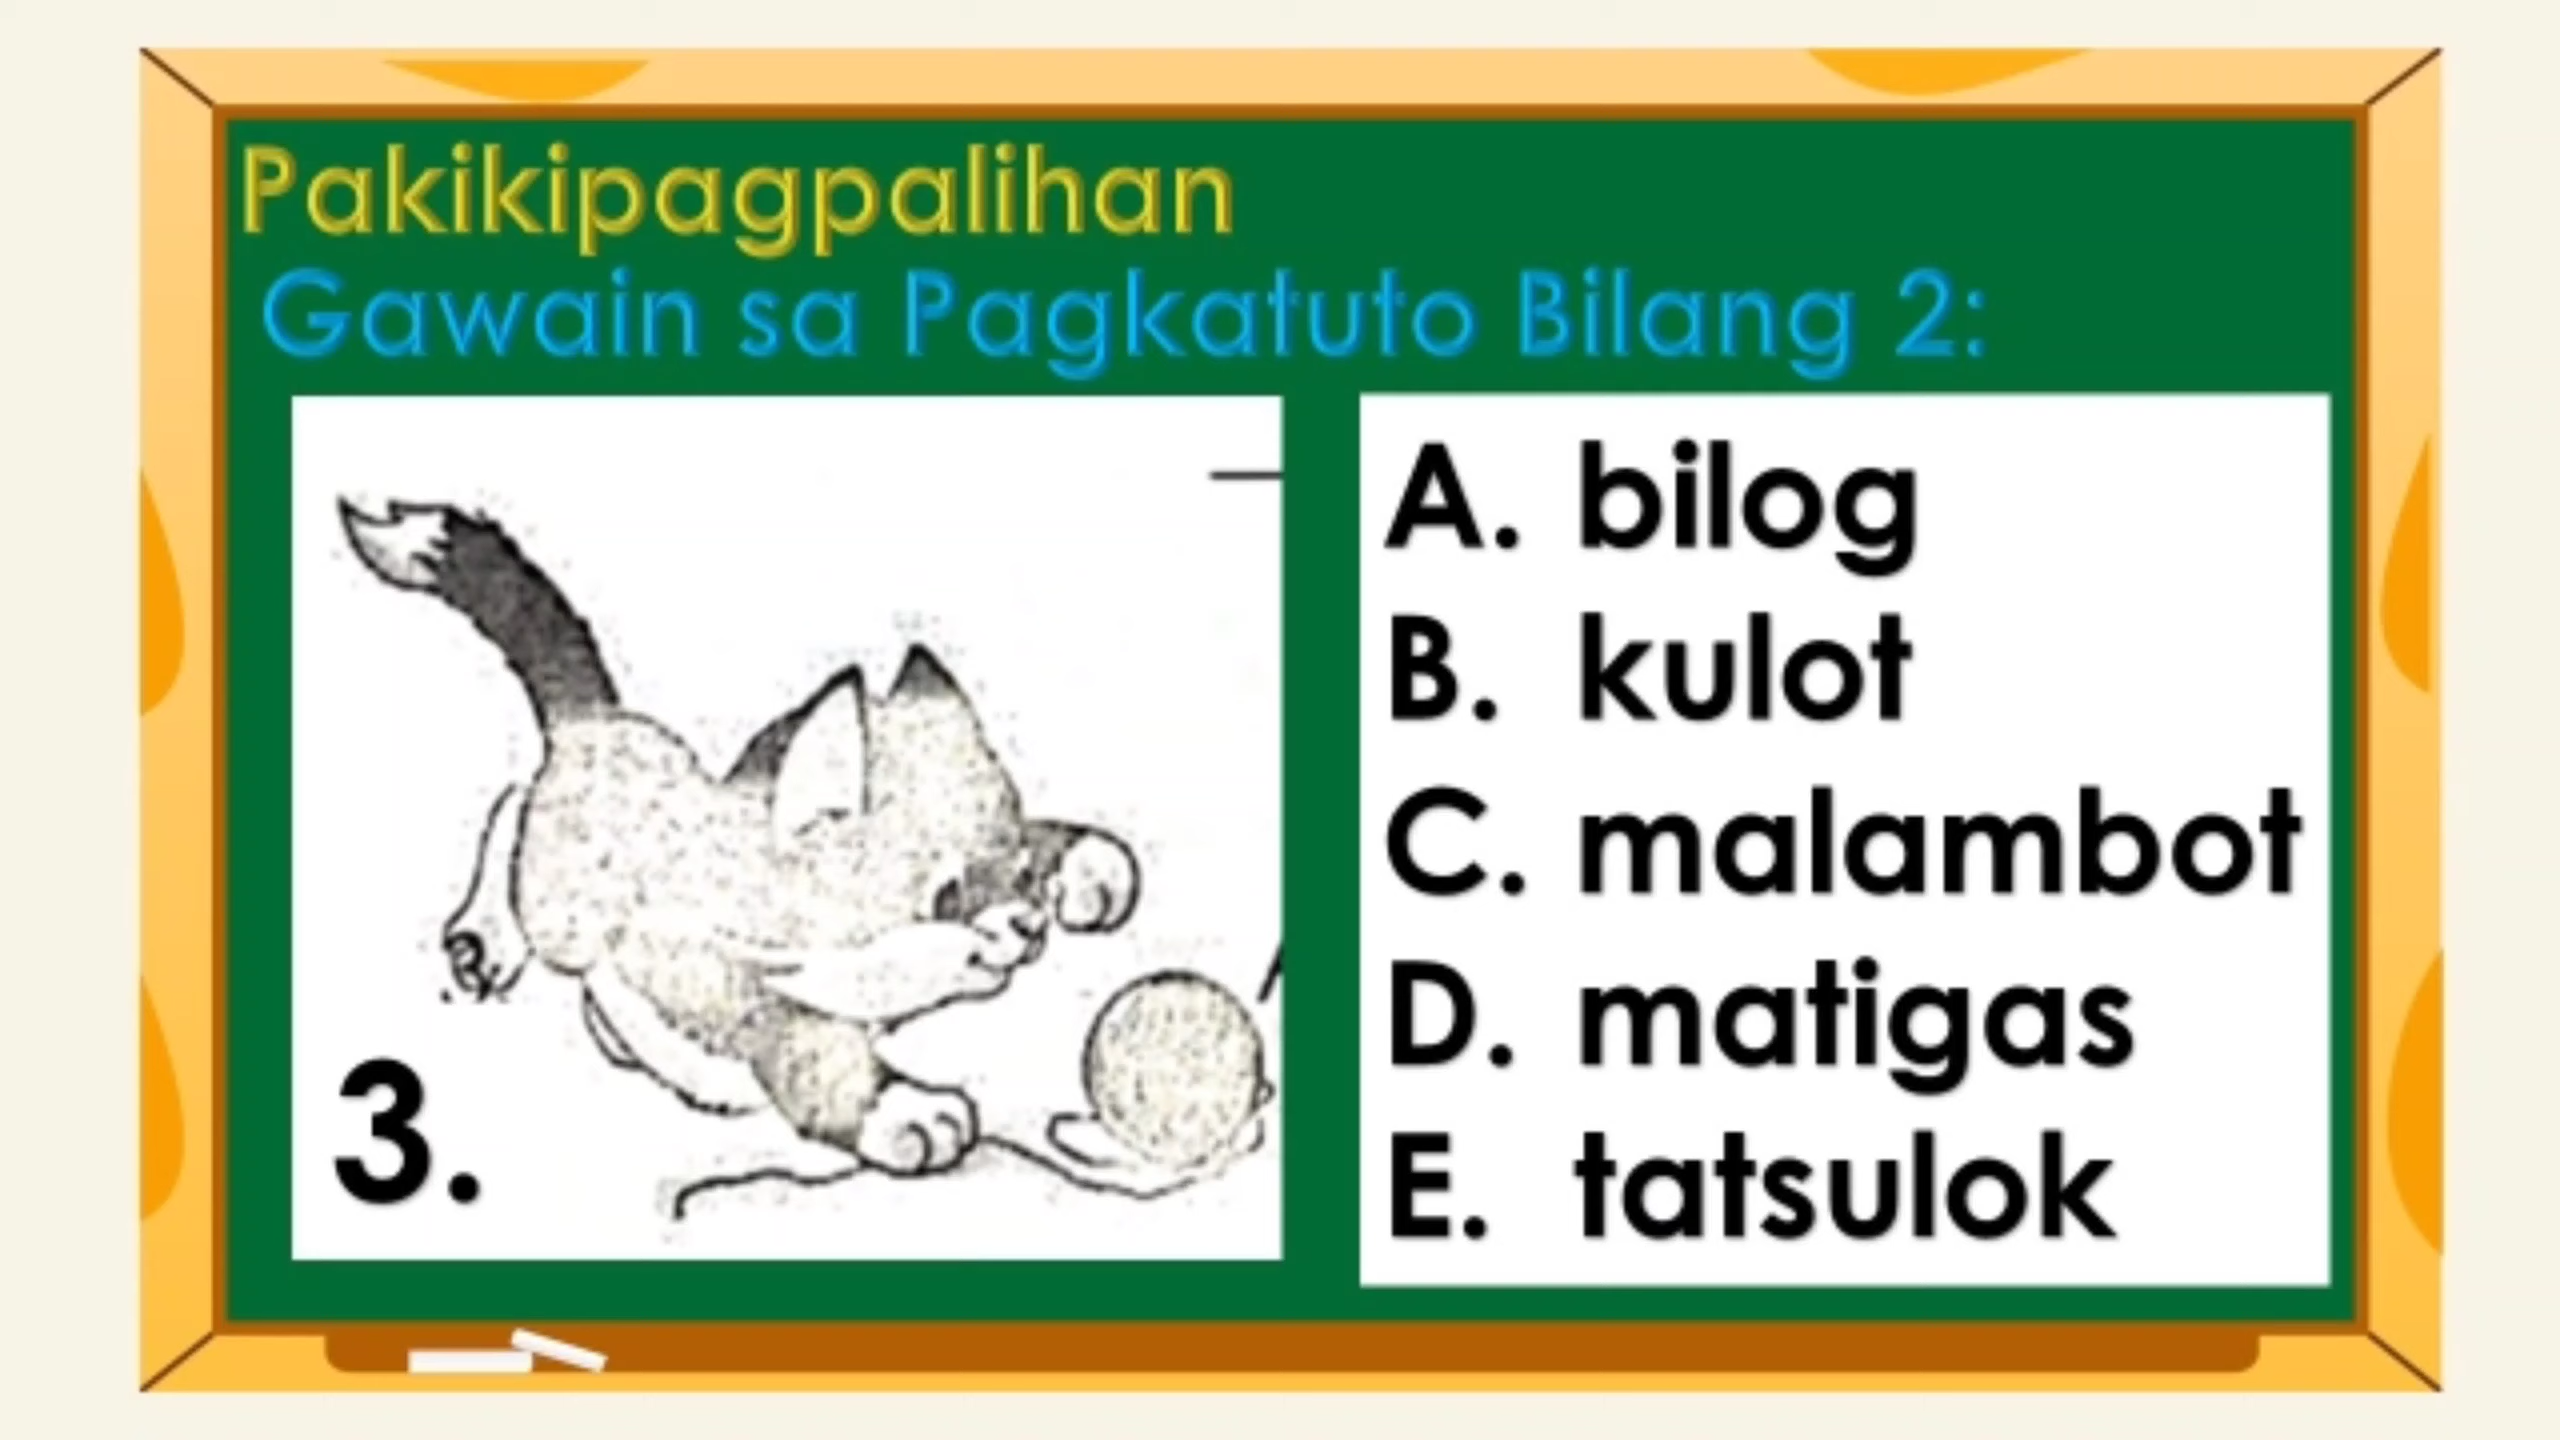 Pakikipagpalihan
Gawain sa Pagkatuto Bilang 2:
3.
A. bilog
B. kulot
C. malambot
D. matigas
E. tatsulok